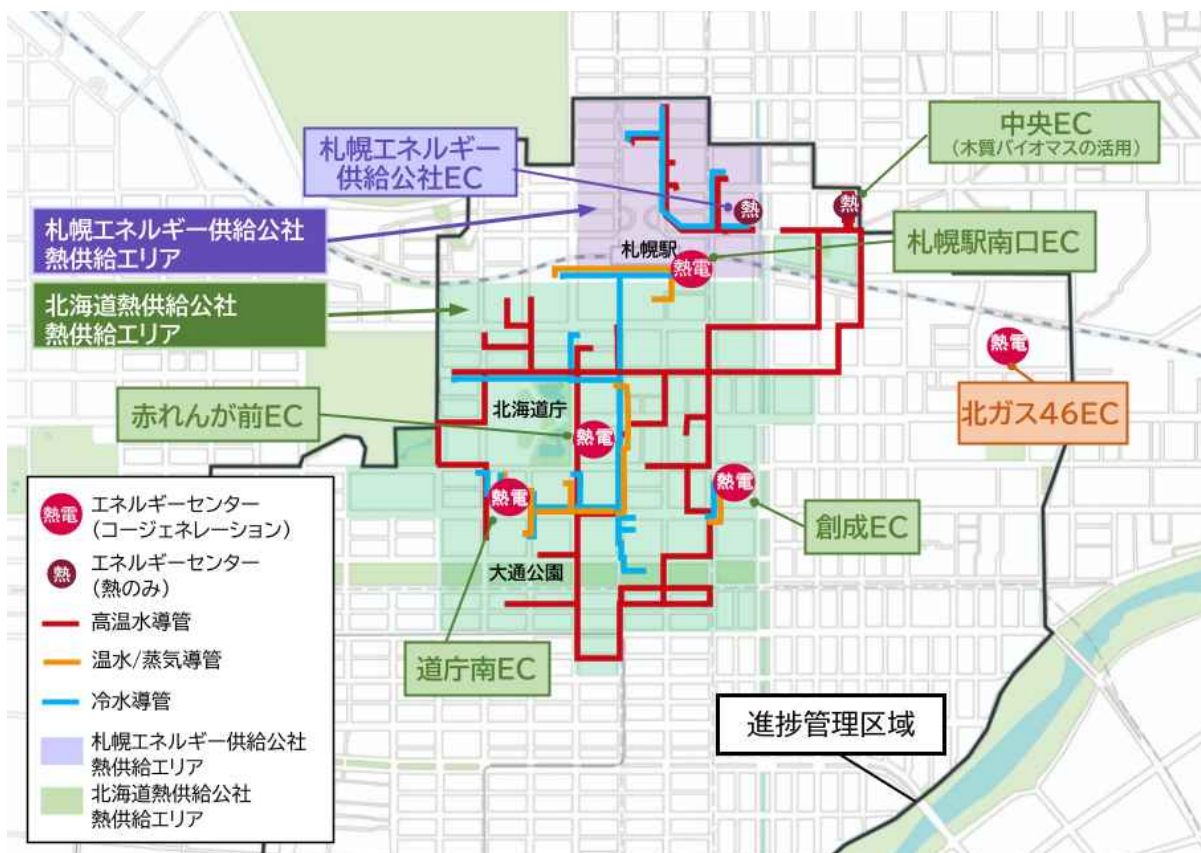 札幌エネルギー
供給公社EC
中央EC
(木質バイオマスの活用)
札幌エネルギー供給公社
熱供給エリア
熱
熱
札幌駅
札幌駅南口EC
熱電
北海道熱供給公社
熱供給エリア
熱電
北ガス46EC
赤れんが前EC
北海道庁
熱電
熱電
熱電
創成EC
大通公園
道庁南EC
進捗管理区域
熱電
エネルギーセンター
(コージェネレーション)
熱
エネルギーセンター
(熱のみ)
高温水導管
温水/蒸気導管
冷水導管
札幌エネルギー供給公社
熱供給エリア
北海道熱供給公社
熱供給エリア